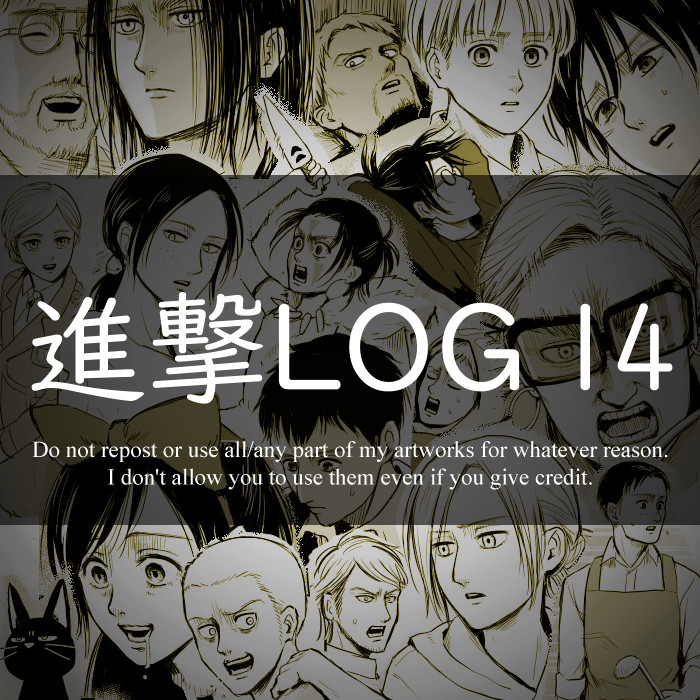 進撃LOG 14
Do not repost or use all/any part of my artworks for whatever reason.
I don't allow you to use them even if you give credit.